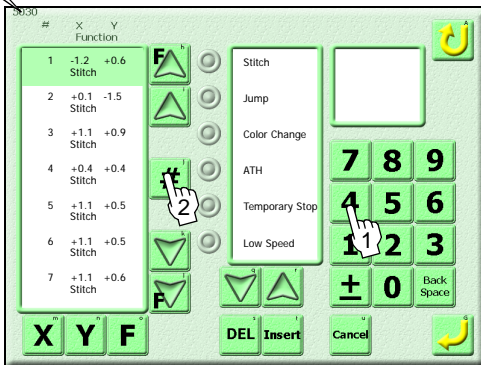 5030
# X Y
Function
1 -1.2 +0.6
Stitch
2 +0.1 -1.5
Stitch
3 +1.1 +0.9
Stitch
4 +0.4 +0.4
Stitch
5 +1.1 +0.5
Stitch
6 +1.1 +0.5
Stitch
7 +1.1 +0.6
Stitch
F h
i
# j
2
F
Stitch
Jump
Color Change
ATH
Temporary Stop
Low Speed
A
7 8 9
4 5 6
1 2 3
1
± 0 Back
Space
q r
X m Y n F o
DEL s Insert t Cancel u
G